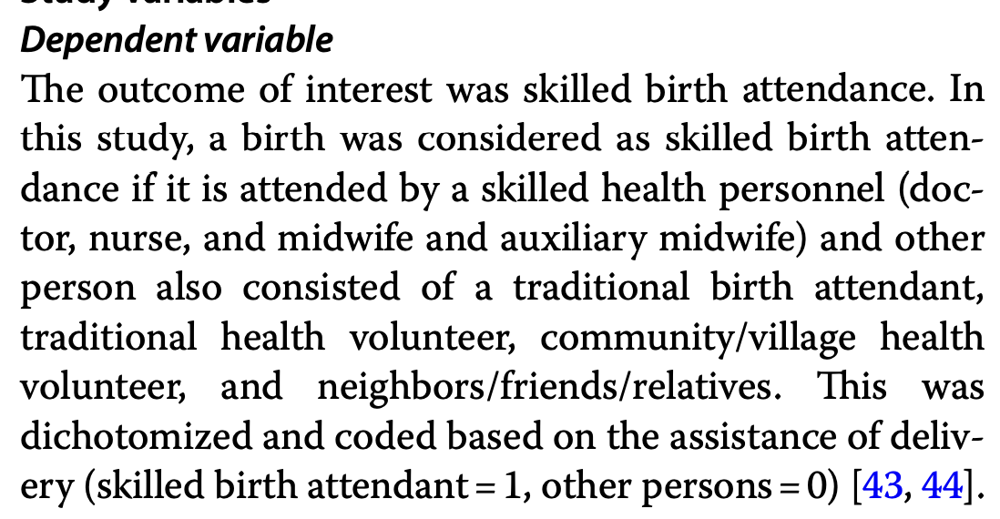 Study variables
Dependent variable
The outcome of interest was skilled birth attendance. In
this study, a birth was considered as skilled birth atten-
dance if it is attended by a skilled health personnel (doc-
tor, nurse, and midwife and auxiliary midwife) and other
person also consisted of a traditional birth attendant,
traditional health volunteer, community/village health
volunteer, and neighbors/friends/relatives. This was
dichotomized and coded based on the assistance of deliv-
ery (skilled birth attendant = 1, other persons = 0) [43, 44].